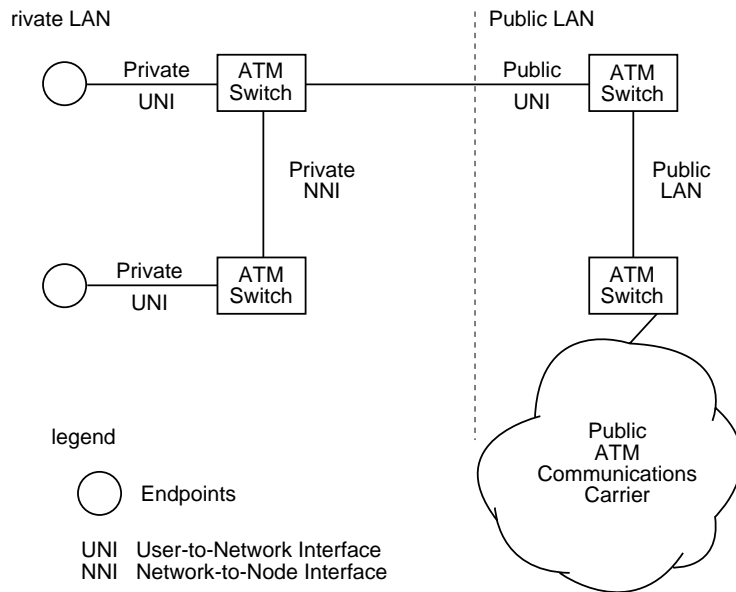 rivate LAN
Public LAN
Private
UNI
ATM
Switch
Public
UNI
ATM
Switch
Private
NNI
Public
LAN
Private
UNI
ATM
Switch
ATM
Switch
Public
ATM
Communications
Carrier
legend
Endpoints
UNI User-to-Network Interface
NNI Network-to-Node Interface